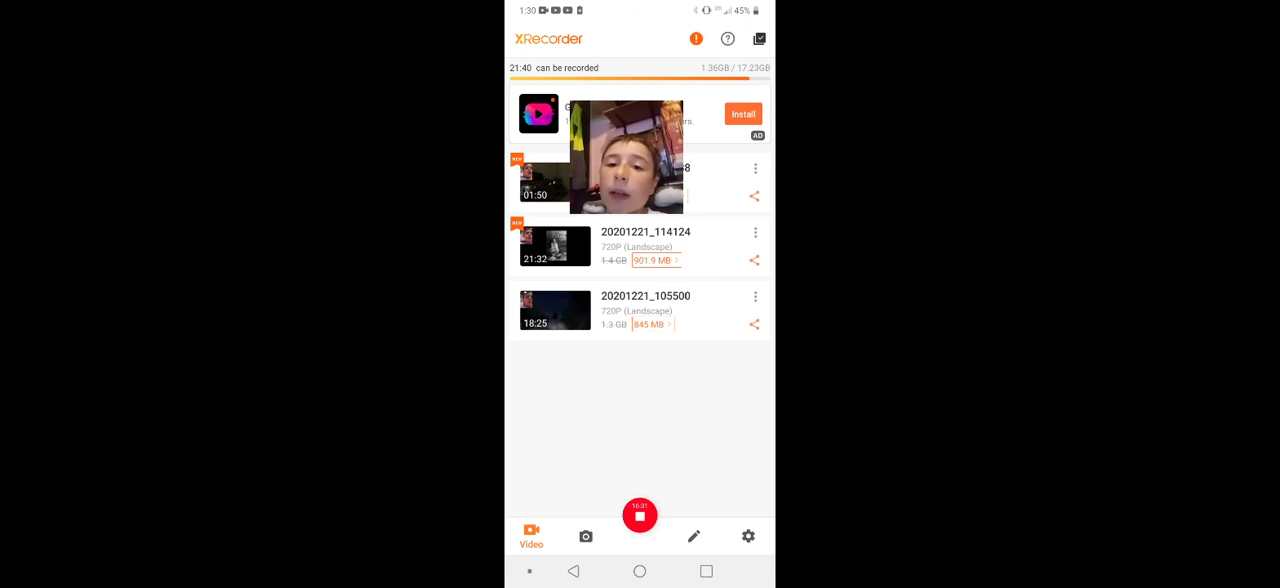 1:30 45%
XRecorder
21:40 can be recorded 1.36GB / 17.23GB
G
Install
AD
NEW
01:50
NEW
20201221_114124
720P (Landscape)
21:32 1.4 GB 901.9 MB >
20201221_105500
720P (Landscape)
18:25 1.3 GB 845 MB >
16:31
Video